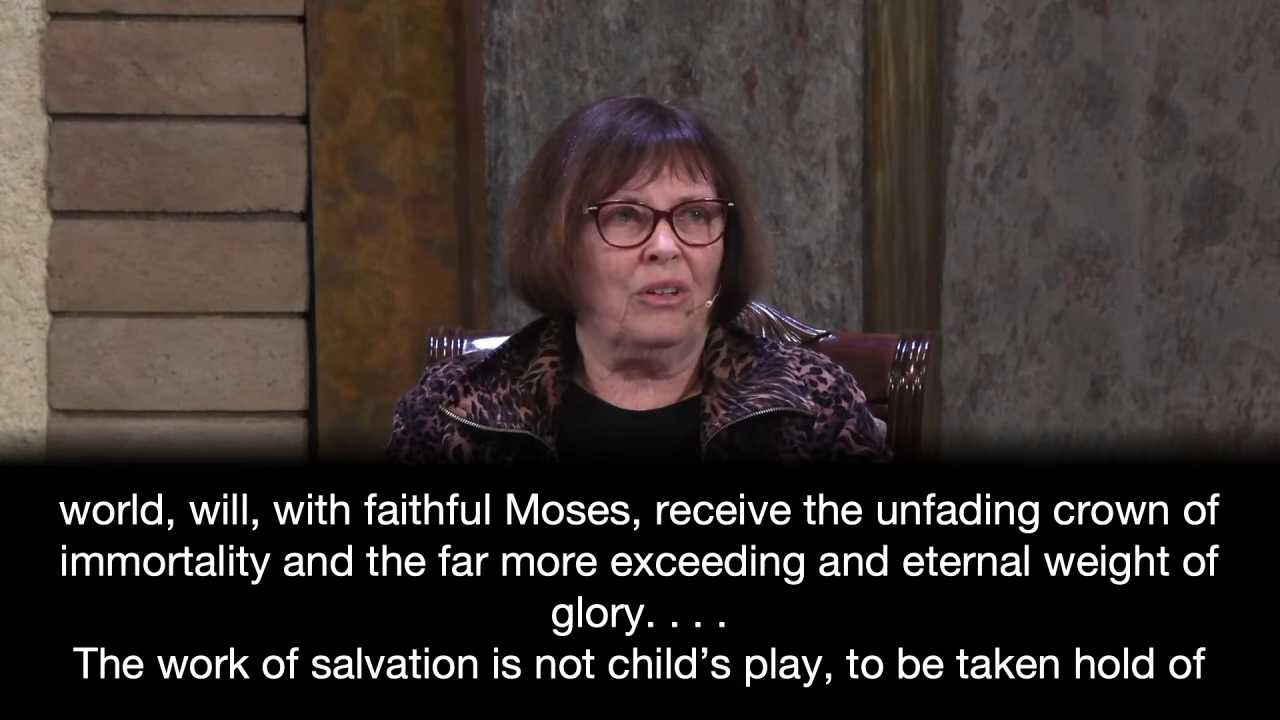 world, will, with faithful Moses, receive the unfading crown of
immortality and the far more exceeding and eternal weight of
glory. . . .
The work of salvation is not child’s play, to be taken hold of